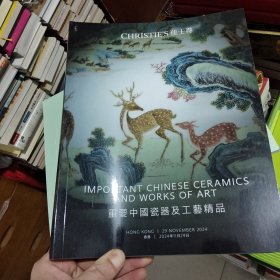 CHRISTIE'S 佳士得
IMPORTANT CHINESE CERAMICS
AND WORKS OF ART
重要中國瓷器及工藝精品
HONG KONG | 29 NOVEMBER 2024
香港 | 2024年11月29日